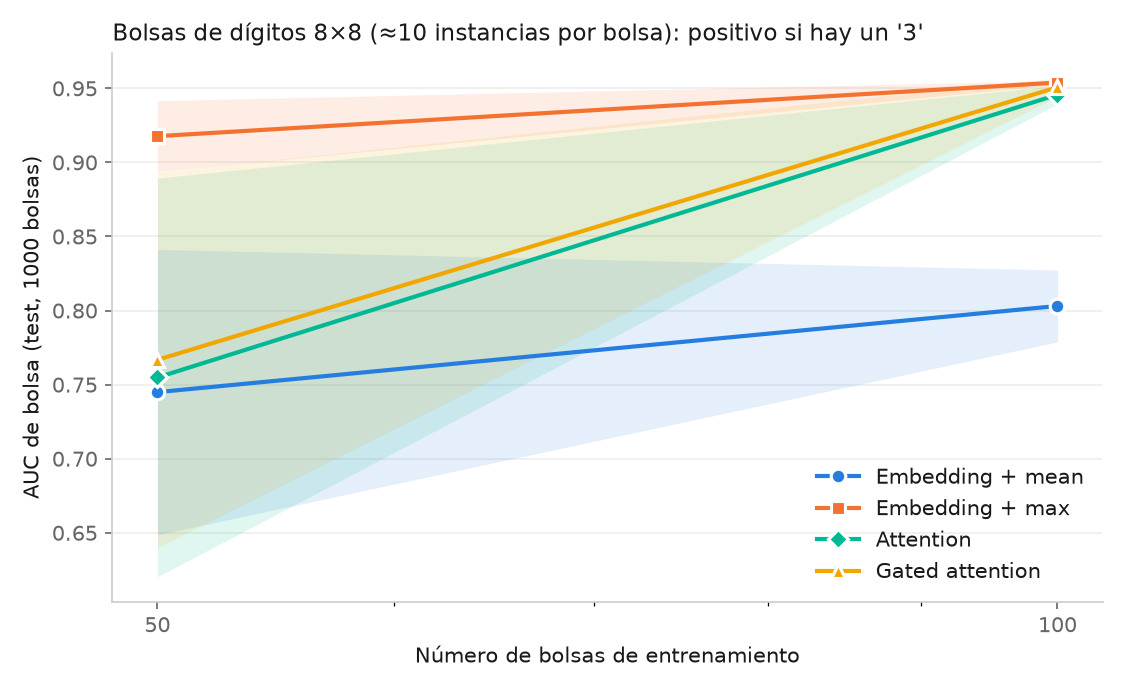 Bolsas de dígitos 8×8 (≈10 instancias por bolsa): positivo si hay un '3'
AUC de bolsa (test, 1000 bolsas)
0.95
0.90
0.85
0.80
0.75
0.70
0.65
Embedding + mean
Embedding + max
Attention
Gated attention
50
100
Número de bolsas de entrenamiento